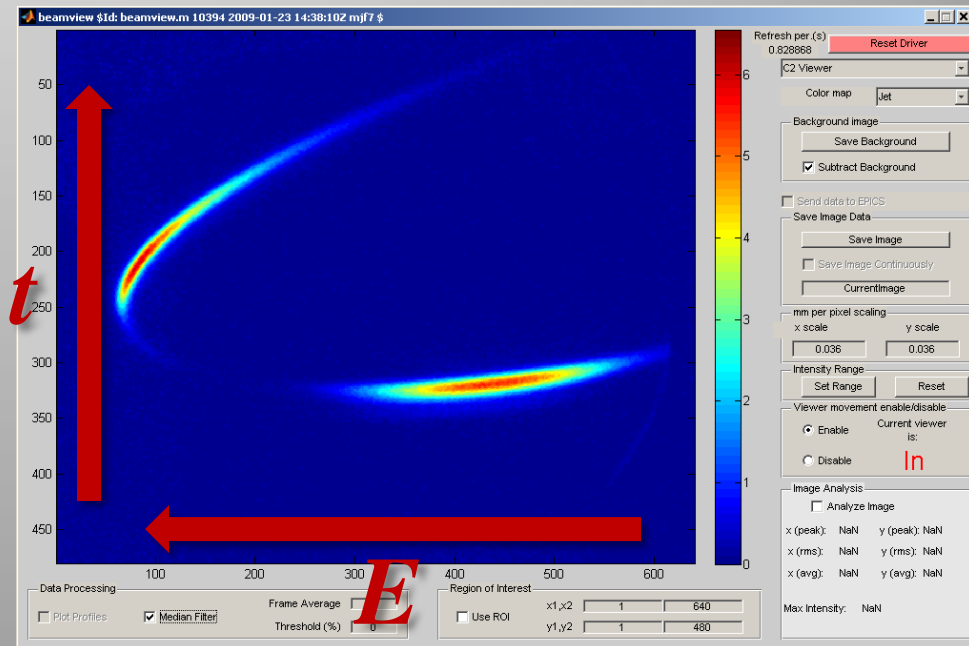 beamview $Id: beamview.m 10394 2009-01-23 14:38:10Z mjf7 $
50
100
150
200
250
300
350
400
450
100
200
300
400
500
600
t
E
6
5
4
3
2
1
0
Refresh per.(s)
0.828868
Reset Driver
C2 Viewer
Color map
Jet
Background image
Save Background
Subtract Background
Send data to EPICS
Save Image Data
Save Image
Save Image Continuously
CurrentImage
mm per pixel scaling
x scale y scale
0.036 0.036
Intensity Range
Set Range Reset
Viewer movement enable/disable
Enable
Current viewer
is:
Disable
In
Image Analysis
Analyze Image
x (peak): NaN y (peak): NaN
x (rms): NaN y (rms): NaN
x (avg): NaN y (avg): NaN
Max Intensity: NaN
Data Processing
Plot Profiles
Median Filter
Frame Average
Threshold (%) 0
Region of Interest
Use ROI
x1,x2 1 640
y1,y2 1 480